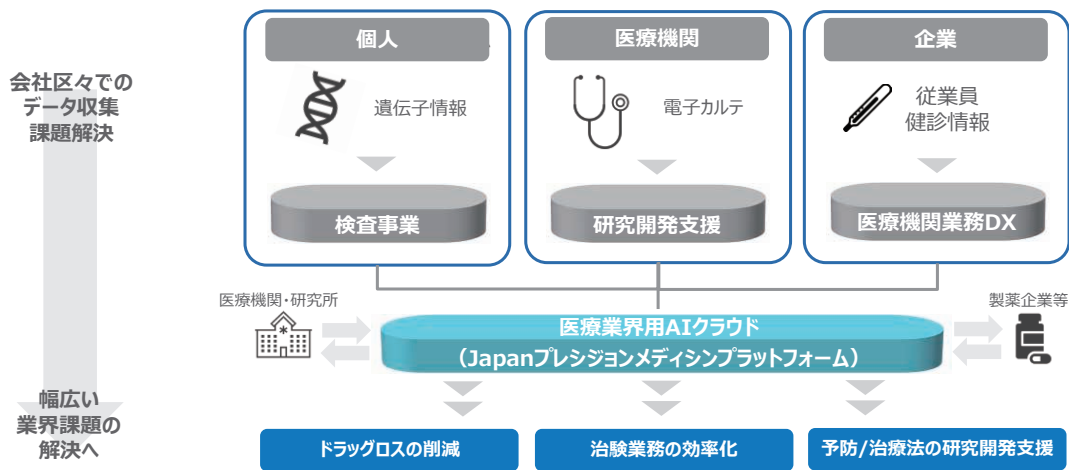 個人
医療機関
企業
会社区々での
データ収集
課題解決
遺伝子情報
電子カルテ
従業員
健診情報
検査事業
研究開発支援
医療機関業務DX
医療機関・研究所
製薬企業等
医療業界用AIクラウド
（Japanプレシジョンメディシンプラットフォーム）
幅広い
業界課題の
解決へ
ドラッグロスの削減
治験業務の効率化
予防/治療法の研究開発支援